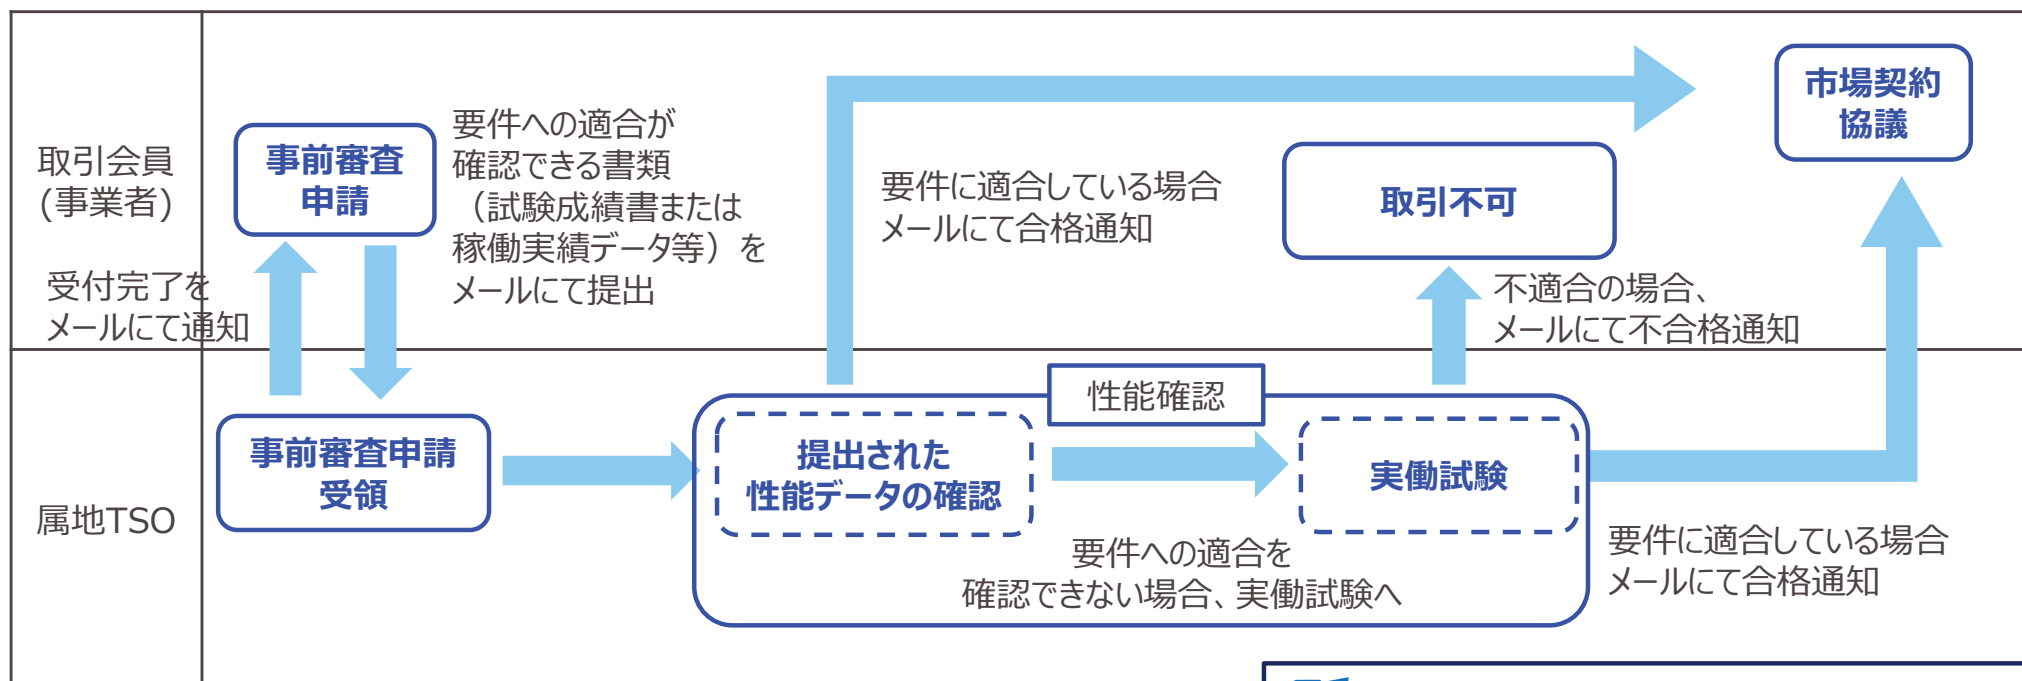 取引会員
(事業者)
事前審査
申請
要件への適合が
確認できる書類
(試験成績書または
稼働実績データ等)を
メールにて提出
受付完了を
メールにて通知
要件に適合している場合
メールにて合格通知
取引不可
市場契約
協議
不適合の場合、
メールにて不合格通知
属地TSO
事前審査申請
受領
性能確認
提出された
性能データの確認
実働試験
要件への適合を
確認できない場合、実働試験へ
要件に適合している場合
メールにて合格通知